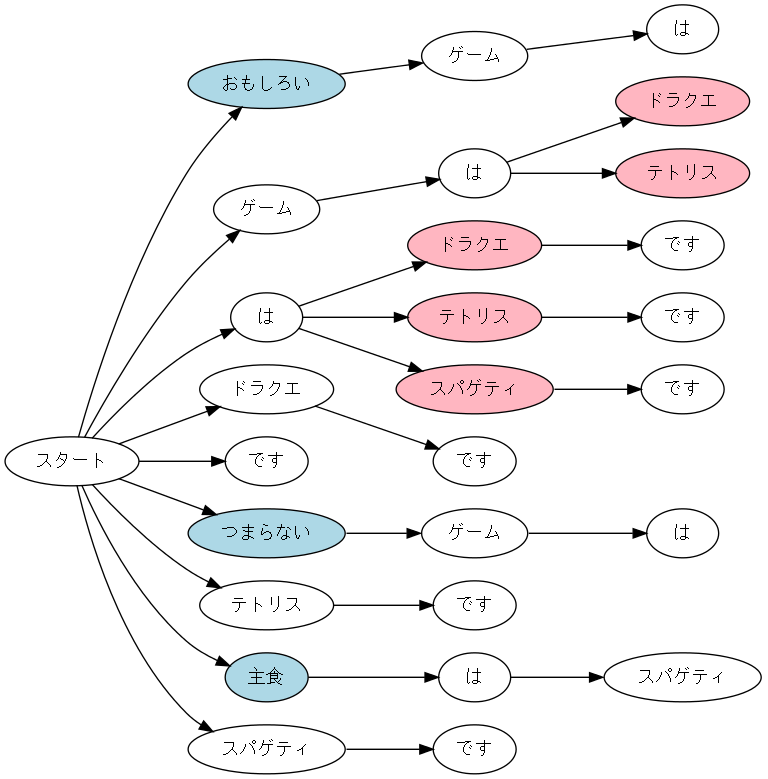 おもしろい ゲーム は
ゲーム は ドラクエ
テトリス
は ドラクエ です
テトリス です
スパゲティ です
ドラクエ です
スタート です
つまらない ゲーム は
テトリス です
主食 は スパゲティ
スパゲティ です